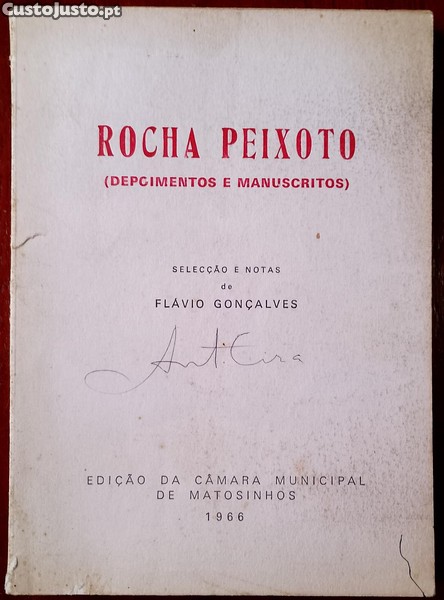 CustoJusto.pt
ROCHA PEIXOTO
(DEPOIMENTOS E MANUSCRITOS)
SELECÇÃO E NOTAS
de
FLÁVIO GONÇALVES
EDIÇÃO DA CÂMARA MUNICIPAL
DE MATOSINHOS
1966